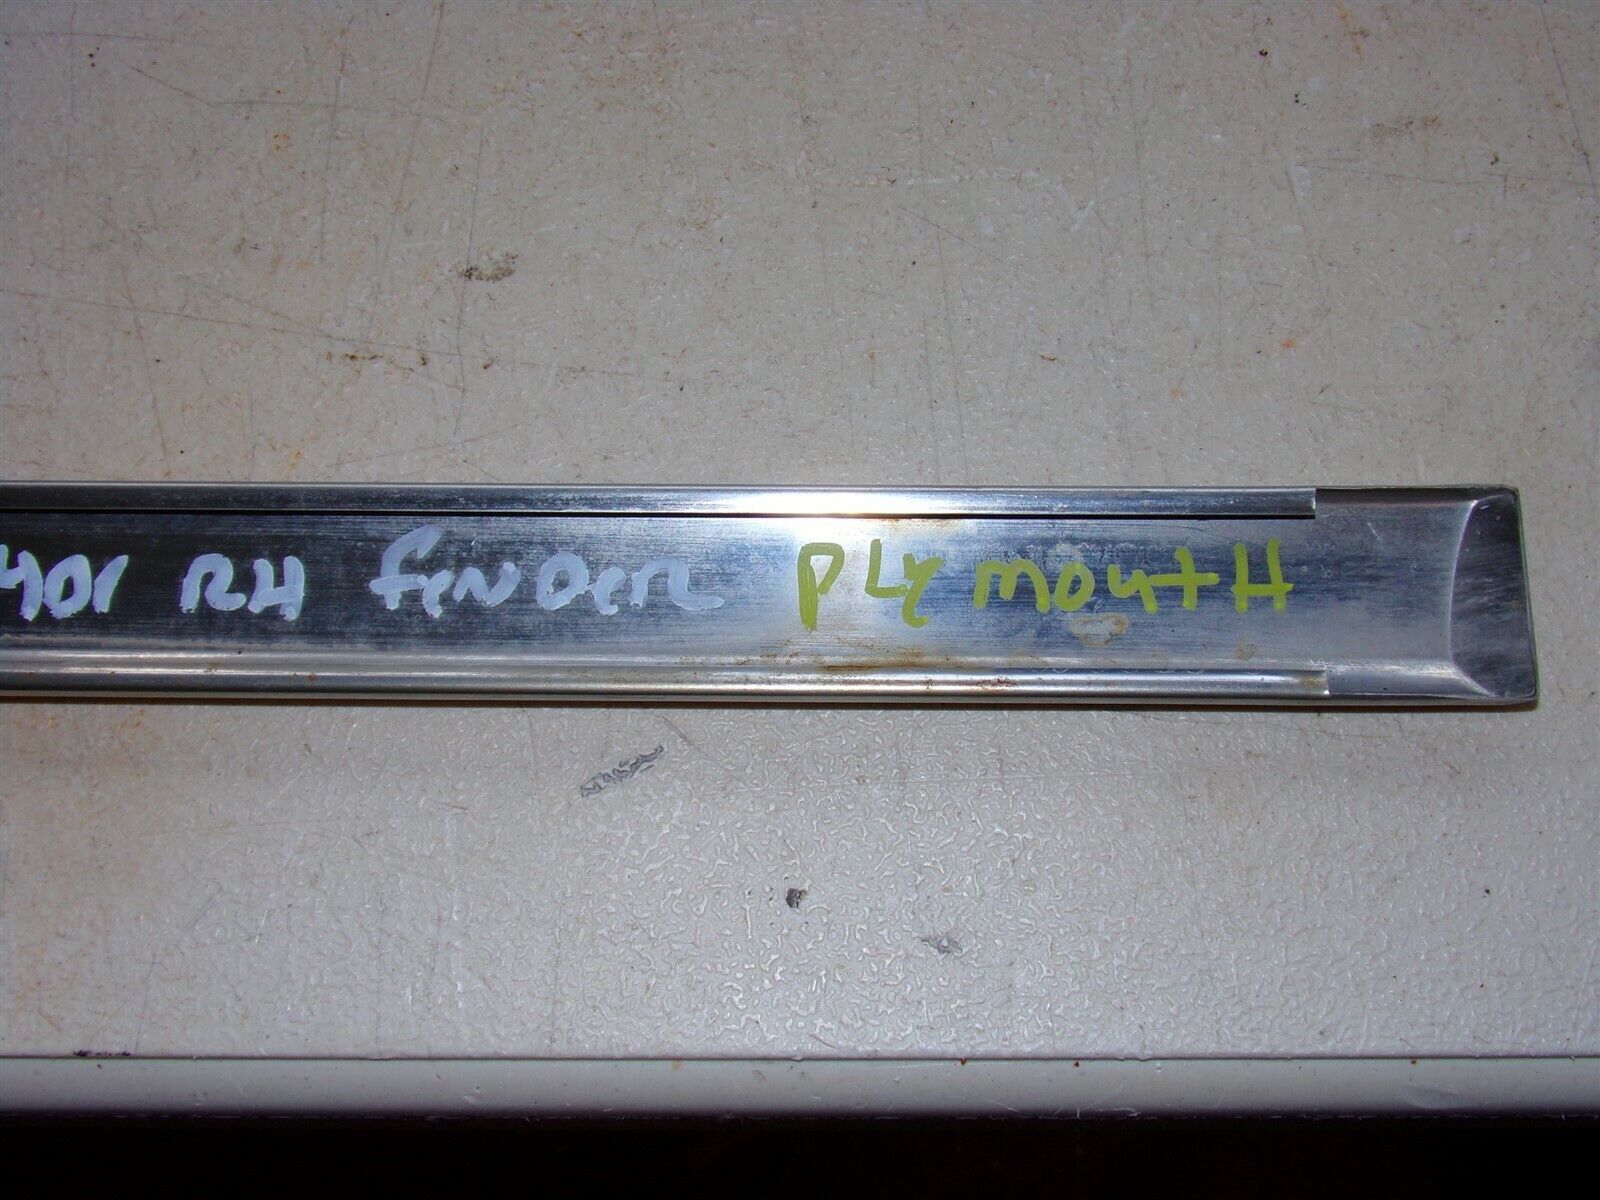 401 RH fenDer PLymoutH